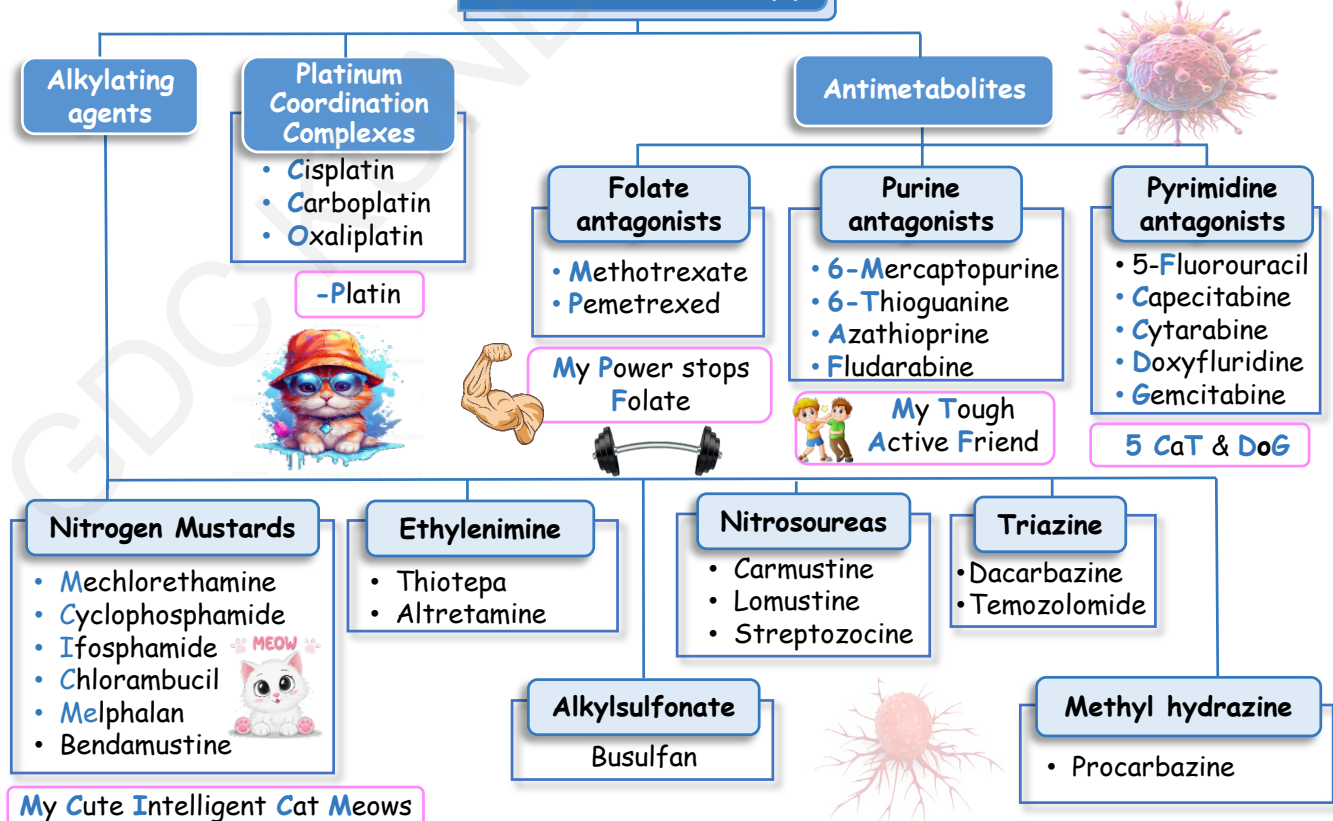 Alkylating
agents
Platinum
Coordination
Complexes
• Cisplatin
• Carboplatin
• Oxaliplatin
-Platin
Antimetabolites
Folate
antagonists
• Methotrexate
• Pemetrexed
My Power stops
Folate
Purine
antagonists
• 6-Mercaptopurine
• 6-Thioguanine
• Azathioprine
• Fludarabine
My Tough
Active Friend
Pyrimidine
antagonists
• 5-Fluorouracil
• Capecitabine
• Cytarabine
• Doxyfluridine
• Gemcitabine
5 CaT & DoG
Nitrogen Mustards
• Mechlorethamine
• Cyclophosphamide
• Ifosphamide
• Chlorambucil
• Melphalan
• Bendamustine
MEOW
My Cute Intelligent Cat Meows
Ethylenimine
• Thiotepa
• Altretamine
Alkylsulfonate
Busulfan
Nitrosoureas
• Carmustine
• Lomustine
• Streptozocine
Triazine
• Dacarbazine
• Temozolomide
Methyl hydrazine
• Procarbazine
GDC